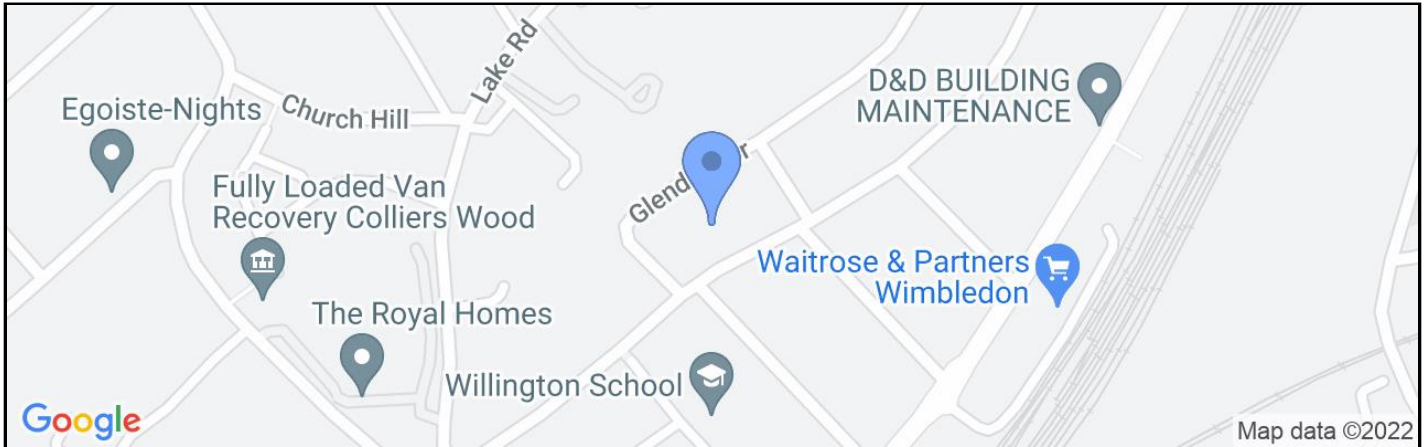 Lake Rd
Church Hill
Egoiste-Nights
D&D BUILDING
MAINTENANCE
Fully Loaded Van
Recovery Colliers Wood
Waitrose & Partners
Wimbledon
The Royal Homes
Willington School
Google
Map data ©2022